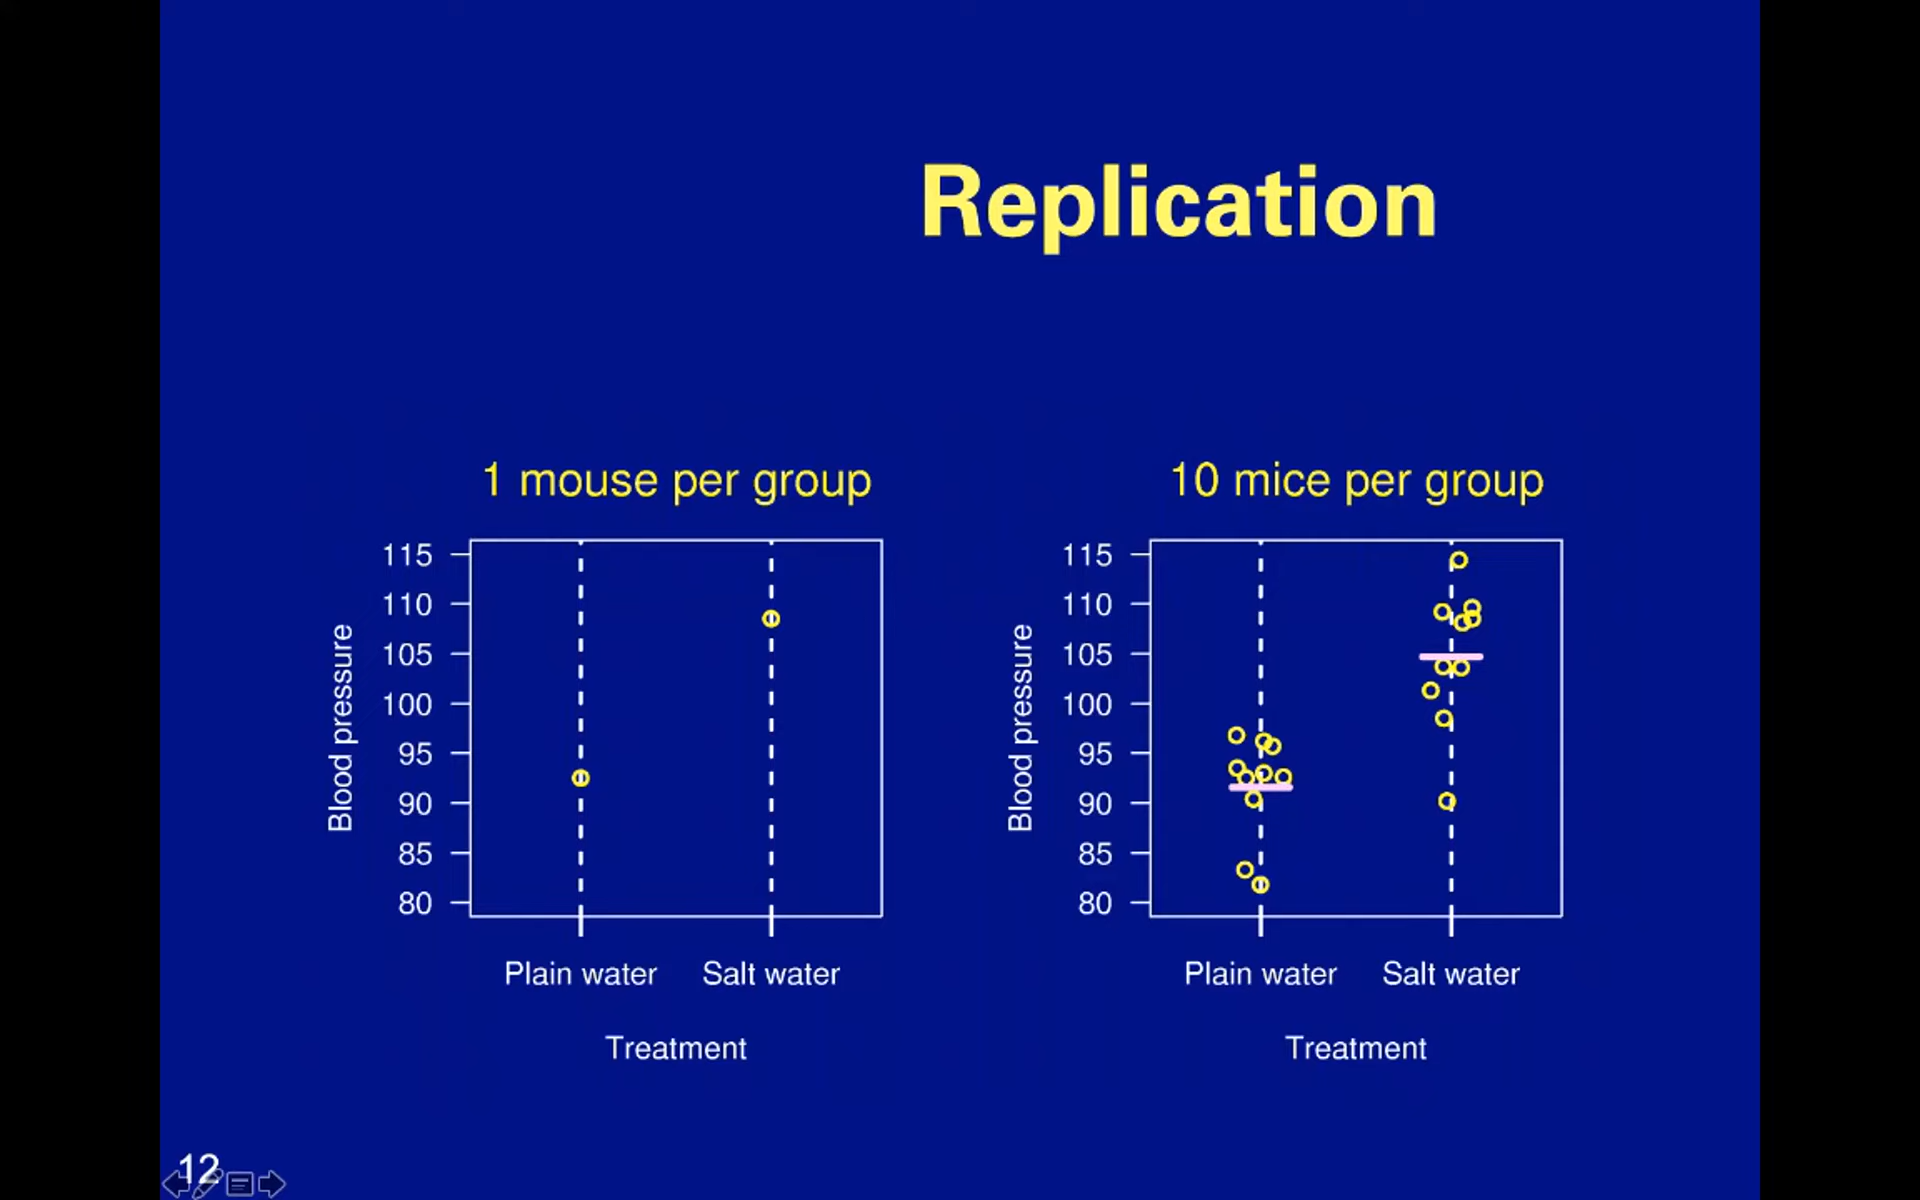 Replication
1 mouse per group
115
110
105
100
95
90
85
80
Blood pressure
Plain water
Salt water
Treatment
10 mice per group
115
110
105
100
95
90
85
80
Blood pressure
Plain water
Salt water
Treatment
12